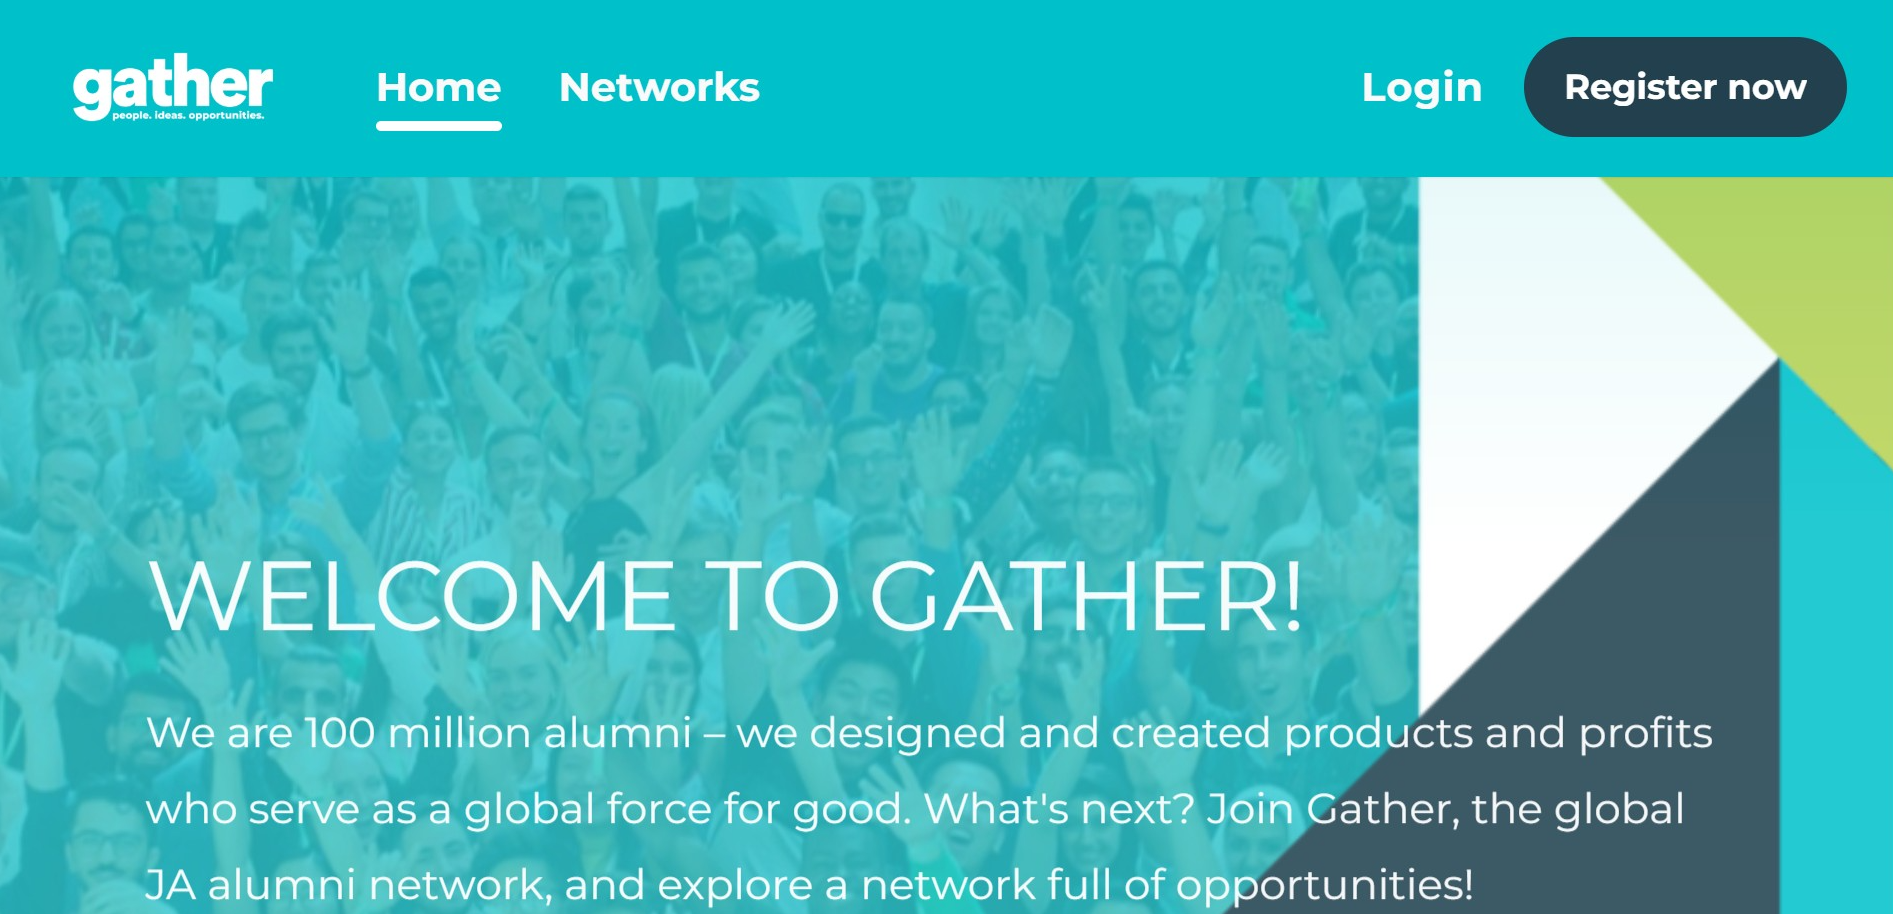 gather
people. ideas. opportunities.
Home
Networks
Login
Register now
WELCOME TO GATHER!
We are 100 million alumni – we designed and created products and profits
who serve as a global force for good. What's next? Join Gather, the global
JA alumni network, and explore a network full of opportunities!